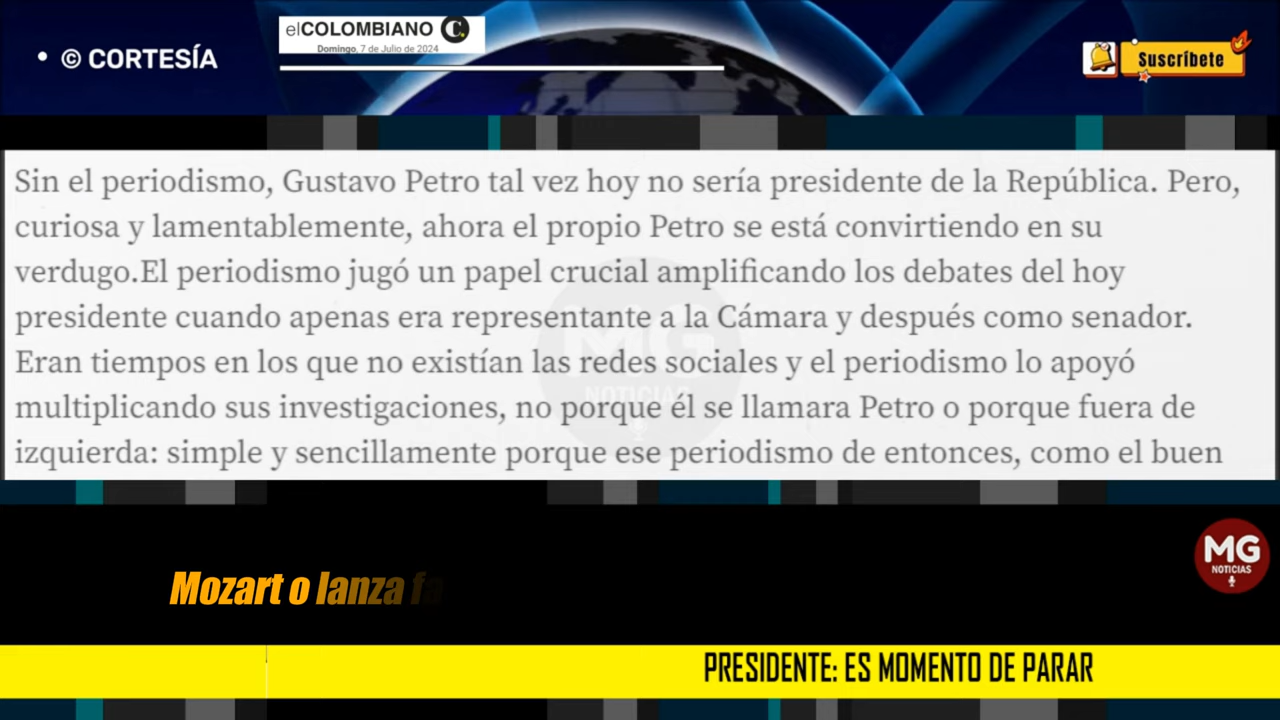 • © CORTESÍA
elCOLOMBIANO C.
Domingo, 7 de Julio de 2024
Suscríbete
Sin el periodismo, Gustavo Petro tal vez hoy no sería presidente de la República. Pero,
curiosa y lamentablemente, ahora el propio Petro se está convirtiendo en su
verdugo.El periodismo jugó un papel crucial amplificando los debates del hoy
presidente cuando apenas era representante a la Cámara y después como senador.
Eran tiempos en los que no existían las redes sociales y el periodismo lo apoyó
multiplicando sus investigaciones, no porque él se llamara Petro o porque fuera de
izquierda: simple y sencillamente porque ese periodismo de entonces, como el buen
MG
NOTICIAS
Mozart o lanza fa
MG
NOTICIAS
PRESIDENTE: ES MOMENTO DE PARAR